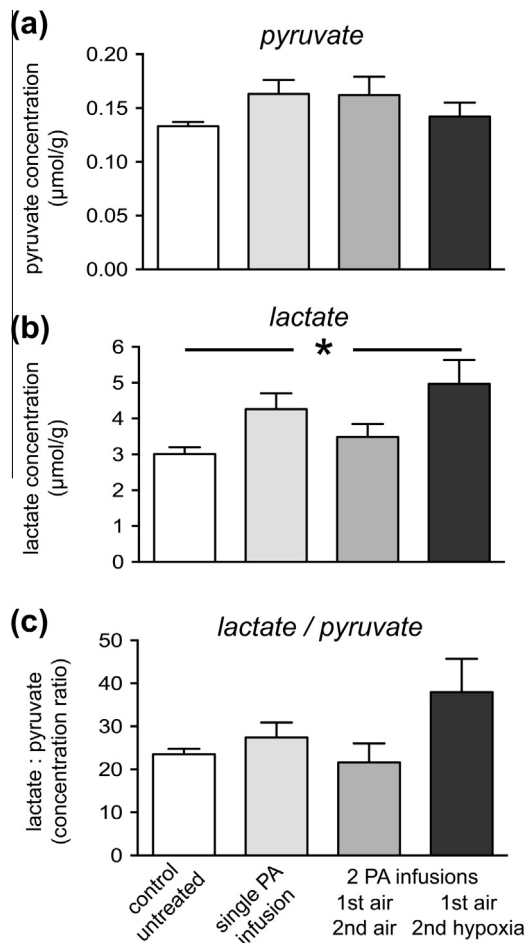 (a)
pyruvate
pyruvate concentration
(µmol/g)
0.20
0.15
0.10
0.05
0.00
(b)
lactate
lactate concentration
(µmol/g)
6
5
4
3
2
1
0
*
(c)
lactate / pyruvate
lactate : pyruvate
(concentration ratio)
50
40
30
20
10
0
control
untreated
single PA
infusion
2 PA infusions
1st air
2nd air
1st air
2nd hypoxia